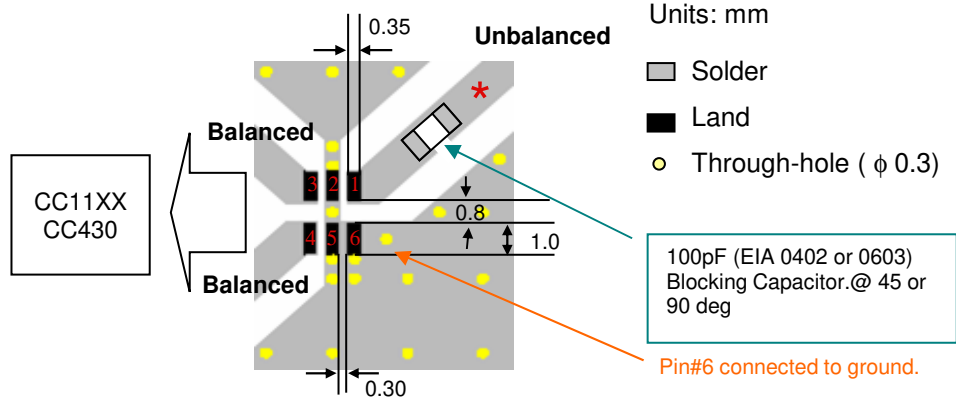 Units: mm
0.35
Unbalanced
Solder
*
Land
Balanced
Through-hole ( ϕ 0.3)
3 2 1
CC11XX
CC430
0.8
4 5 6
1.0
Balanced
100pF (EIA 0402 or 0603)
Blocking Capacitor.@ 45 or
90 deg
Pin#6 connected to ground.
0.30